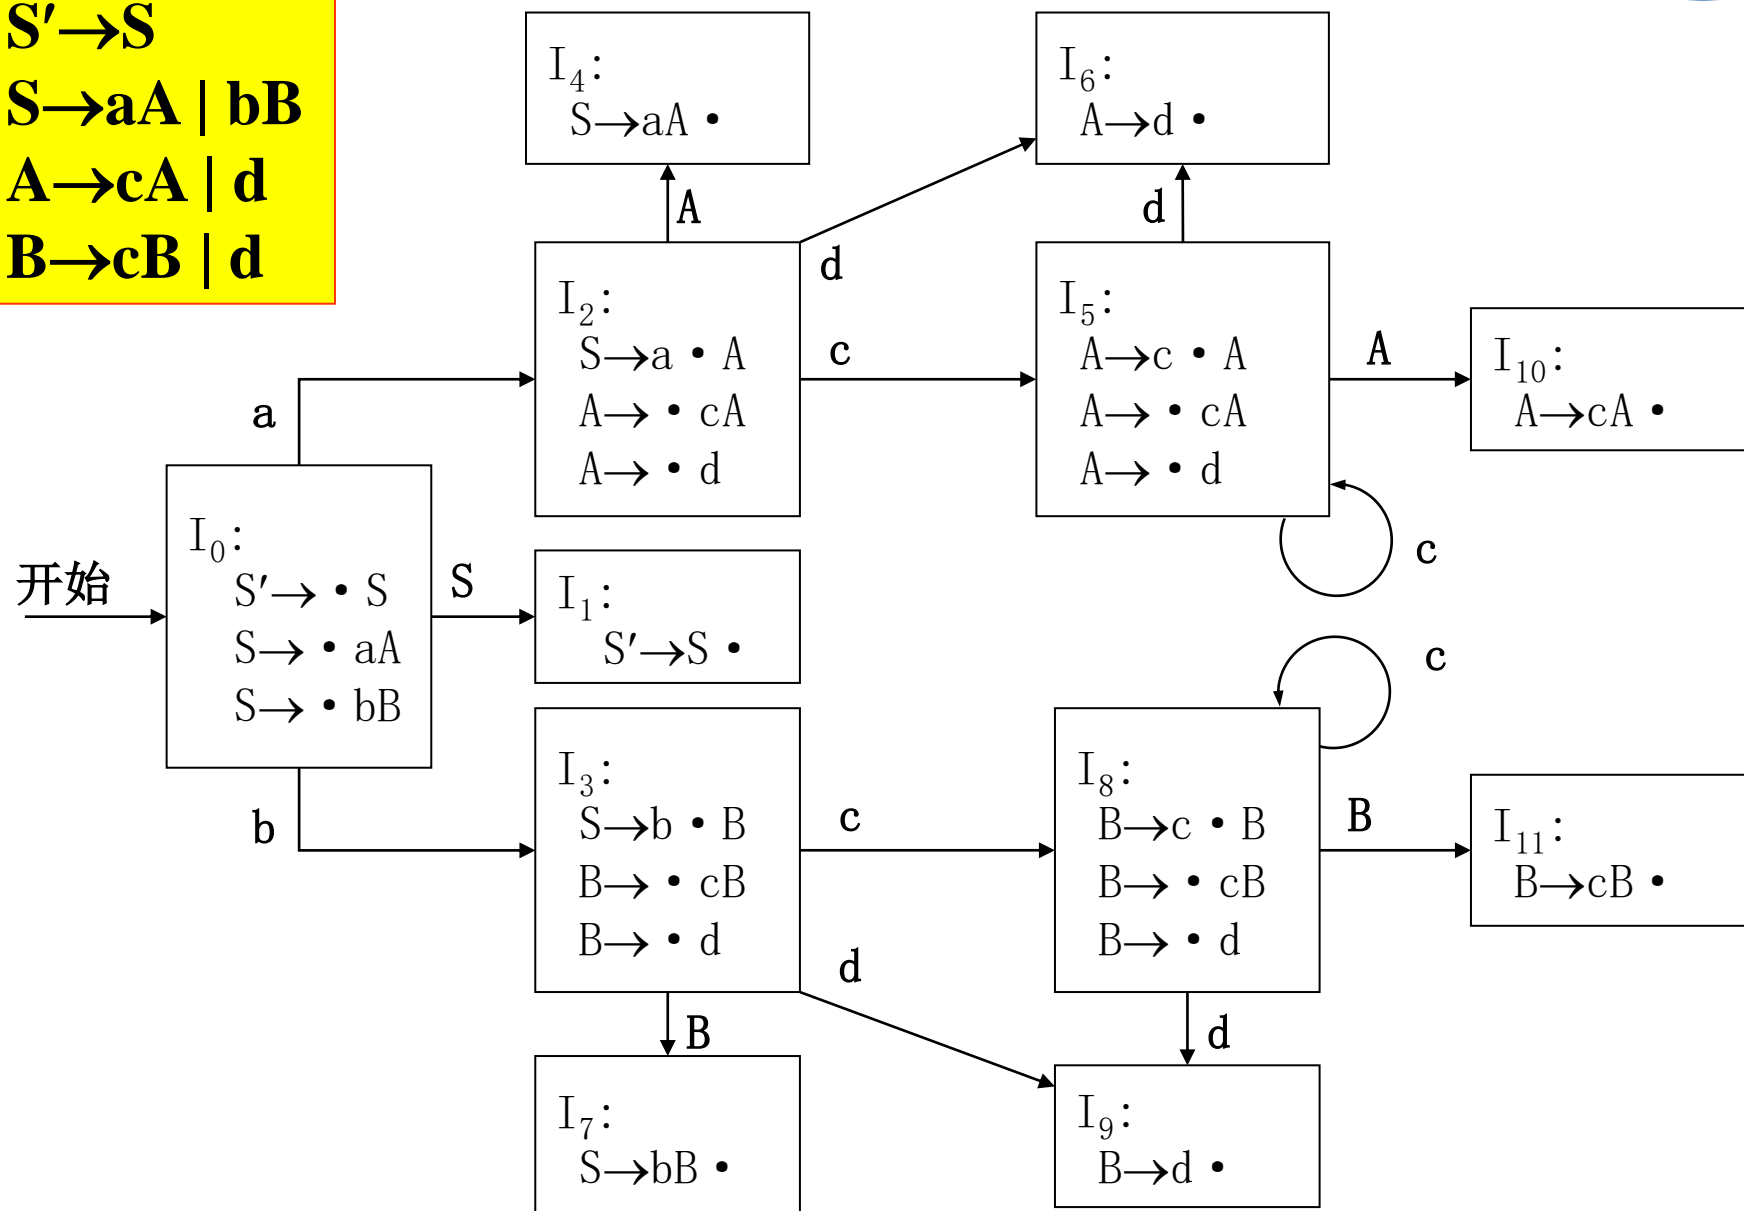 S′→S
S→aA | bB
A→cA | d
B→cB | d
I4:
S→aA ·
I6:
A→d ·
A
d
d
I2:
S→a · A
A→ · cA
A→ · d
c
I5:
A→c · A
A→ · cA
A→ · d
A
I10:
A→cA ·
a
c
开始
I0:
S′→ · S
S→ · aA
S→ · bB
S
I1:
S′→S ·
c
b
I3:
S→b · B
B→ · cB
B→ · d
c
I8:
B→c · B
B→ · cB
B→ · d
B
I11:
B→cB ·
d
B
d
I7:
S→bB ·
I9:
B→d ·